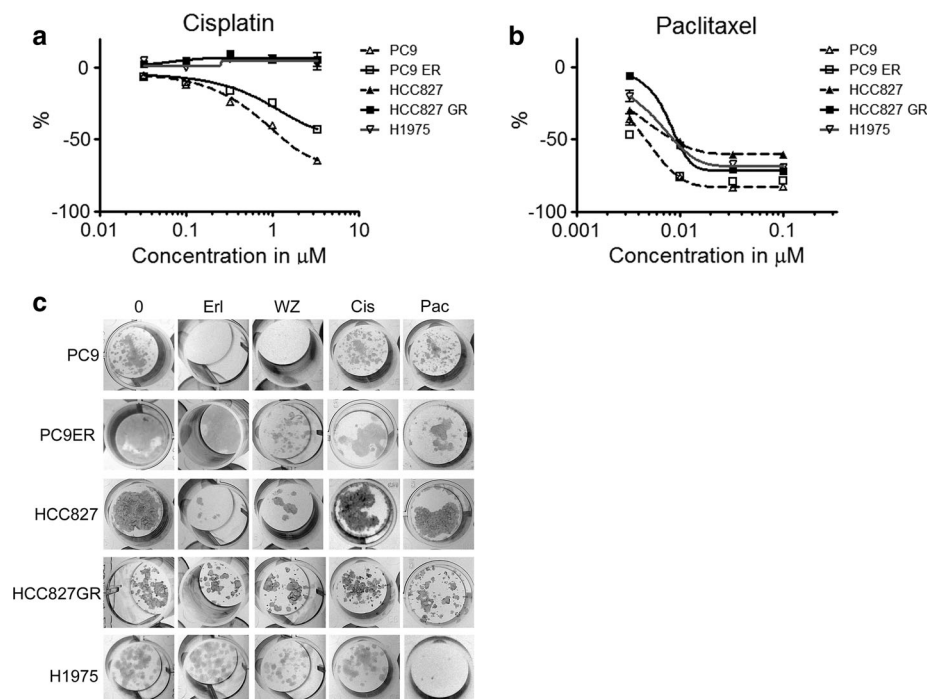 Cisplatin
a
PC9
PC9 ER
HCC827
HCC827 GR
H1975
0
-50
-100
%
0.01
0.1
1
10
Concentration in μM
Paclitaxel
b
PC9
PC9 ER
HCC827
HCC827 GR
H1975
0
-50
-100
%
0.001
0.01
0.1
Concentration in μM
c
0 Erl WZ Cis Pac
PC9
PC9ER
HCC827
HCC827GR
H1975